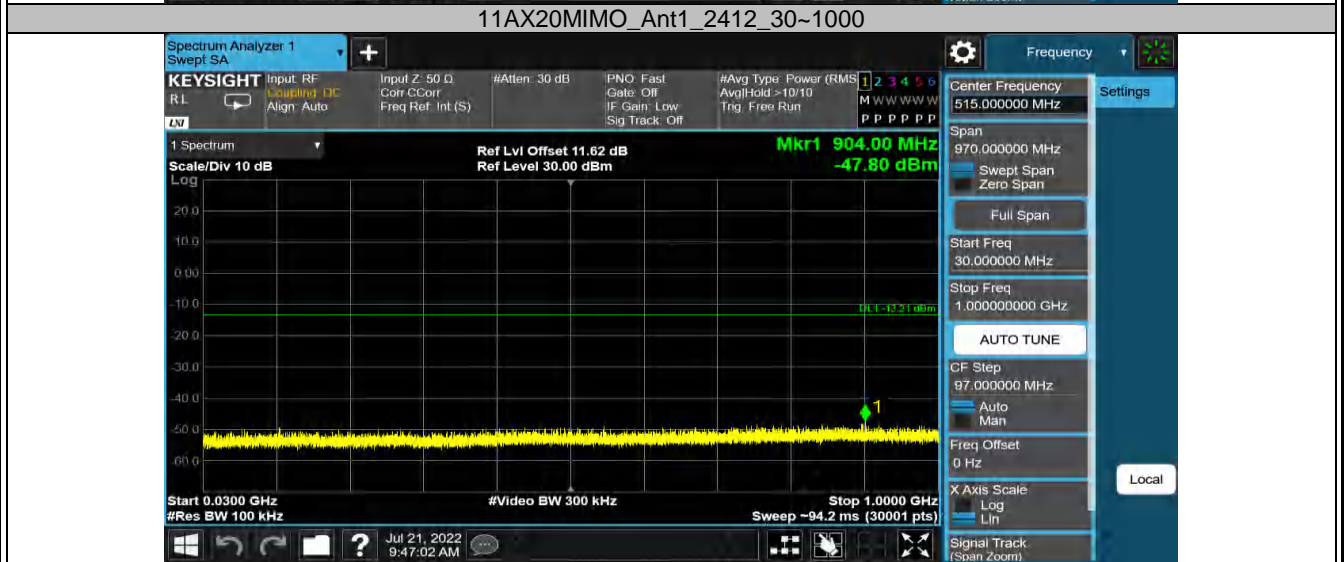 11AX20MIMO_Ant1_2412_30~1000
Spectrum Analyzer 1
Swept SA
+
Frequency
KEYSIGHT
RL
LXI
Input: RF
Coupling: DC
Align: Auto
Input Z: 50 Ω
Corr CCorr
Freq Ref: Int (S)
#Atten: 30 dB
PNO: Fast
Gate: Off
IF Gain: Low
Sig Track: Off
#Avg Type: Power (RMS
Avg|Hold >10/10
Trig: Free Run
1 2 3 4 5 6
M W W W W W
P P P P P P
Center Frequency
515.000000 MHz
Settings
1 Spectrum
Scale/Div 10 dB
Ref Lvl Offset 11.62 dB
Ref Level 30.00 dBm
Mkr1 904.00 MHz
-47.80 dBm
Span
970.000000 MHz
Swept Span
Zero Span
Full Span
Start Freq
30.000000 MHz
Stop Freq
1.000000000 GHz
AUTO TUNE
CF Step
97.000000 MHz
Auto
Man
Freq Offset
0 Hz
X Axis Scale
Log
Lin
Signal Track
(Span Zoom)
Local
Log
20.0
10.0
0.00
-10.0
DL1 -13.21 dBm
-20.0
-30.0
-40.0
1
-50.0
-60.0
Start 0.0300 GHz
#Res BW 100 kHz
#Video BW 300 kHz
Stop 1.0000 GHz
Sweep ~94.2 ms (30001 pts)
?
Jul 21, 2022
9:47:02 AM